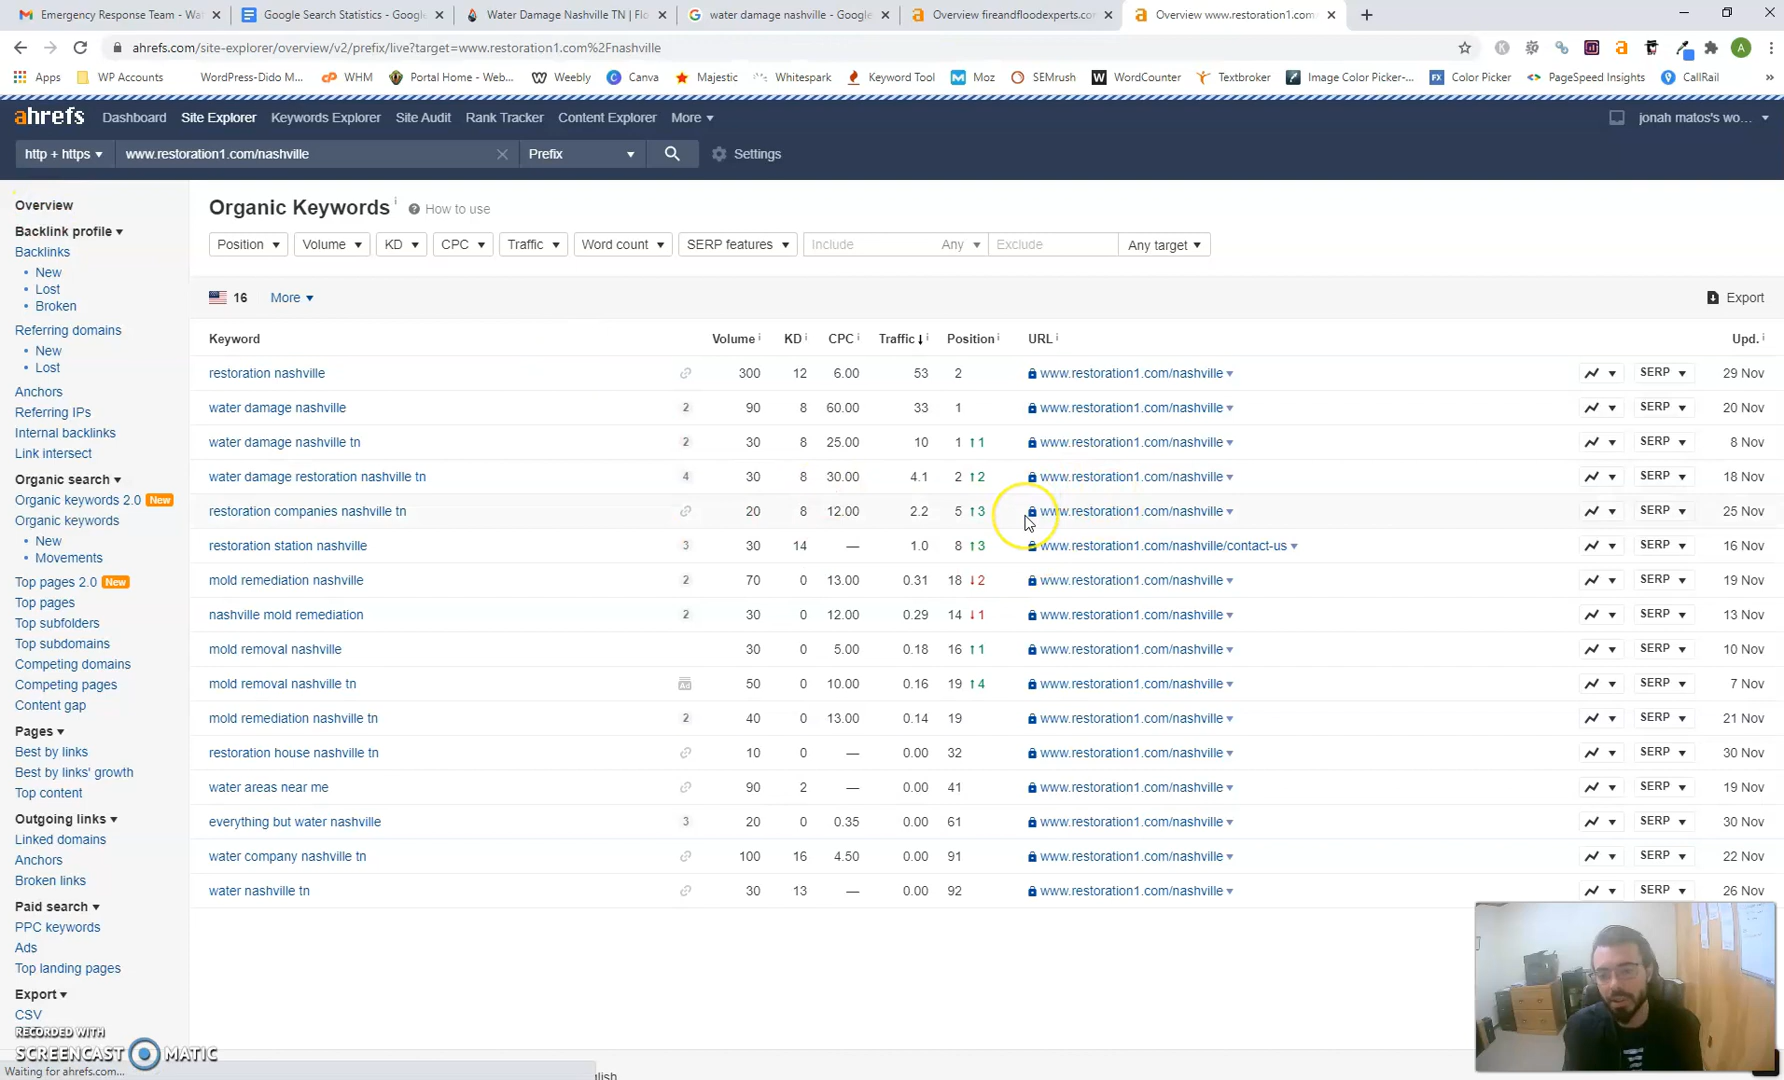 Emergency Response Team - Wat
Google Search Statistics - Google
Water Damage Nashville TN | Flo
water damage nashville - Google
Overview fireandfloodexperts.co
Overview www.restoration1.com
ahrefs.com/site-explorer/overview/v2/prefix/live?target=www.restoration1.com%2Fnashville
Apps WP Accounts WordPress-Dido M... WHM Portal Home - Web... Weebly Canva Majestic Whitespark Keyword Tool Moz SEMrush WordCounter Textbroker Image Color Picker-... Color Picker PageSpeed Insights CallRail »
ahrefs Dashboard Site Explorer Keywords Explorer Site Audit Rank Tracker Content Explorer More jonah matos's wo...
http + https www.restoration1.com/nashville Prefix Settings
Overview
Backlink profile
Backlinks
New
Lost
Broken
Referring domains
New
Lost
Anchors
Referring IPs
Internal backlinks
Link intersect
Organic search
Organic keywords 2.0 New
Organic keywords
New
Movements
Top pages 2.0 New
Top pages
Top subfolders
Top subdomains
Competing domains
Competing pages
Content gap
Pages
Best by links
Best by links' growth
Top content
Outgoing links
Linked domains
Anchors
Broken links
Paid search
PPC keywords
Ads
Top landing pages
Export
CSV
Organic Keywords i ? How to use
Position Volume KD CPC Traffic Word count SERP features Include Any Exclude Any target
16 More Export
Keyword Volume i KD i CPC i Traffic i Position i URL i Upd. i
restoration nashville 300 12 6.00 53 2 www.restoration1.com/nashville SERP 29 Nov
water damage nashville 2 90 8 60.00 33 1 www.restoration1.com/nashville SERP 20 Nov
water damage nashville tn 2 30 8 25.00 10 1 ↑1 www.restoration1.com/nashville SERP 8 Nov
water damage restoration nashville tn 4 30 8 30.00 4.1 2 ↑2 www.restoration1.com/nashville SERP 18 Nov
restoration companies nashville tn 20 8 12.00 2.2 5 ↑3 www.restoration1.com/nashville SERP 25 Nov
restoration station nashville 3 30 14 — 1.0 8 ↑3 www.restoration1.com/nashville/contact-us SERP 16 Nov
mold remediation nashville 2 70 0 13.00 0.31 18 ↓2 www.restoration1.com/nashville SERP 19 Nov
nashville mold remediation 2 30 0 12.00 0.29 14 ↓1 www.restoration1.com/nashville SERP 13 Nov
mold removal nashville 30 0 5.00 0.18 16 ↑1 www.restoration1.com/nashville SERP 10 Nov
mold removal nashville tn Ad 50 0 10.00 0.16 19 ↑4 www.restoration1.com/nashville SERP 7 Nov
mold remediation nashville tn 2 40 0 13.00 0.14 19 www.restoration1.com/nashville SERP 21 Nov
restoration house nashville tn 10 0 — 0.00 32 www.restoration1.com/nashville SERP 30 Nov
water areas near me 90 2 — 0.00 41 www.restoration1.com/nashville SERP 19 Nov
everything but water nashville 3 20 0 0.35 0.00 61 www.restoration1.com/nashville SERP 30 Nov
water company nashville tn 100 16 4.50 0.00 91 www.restoration1.com/nashville SERP 22 Nov
water nashville tn 30 13 — 0.00 92 www.restoration1.com/nashville SERP 26 Nov
RECORDED WITH
SCREENCAST MATIC
Waiting for ahrefs.com...
glish